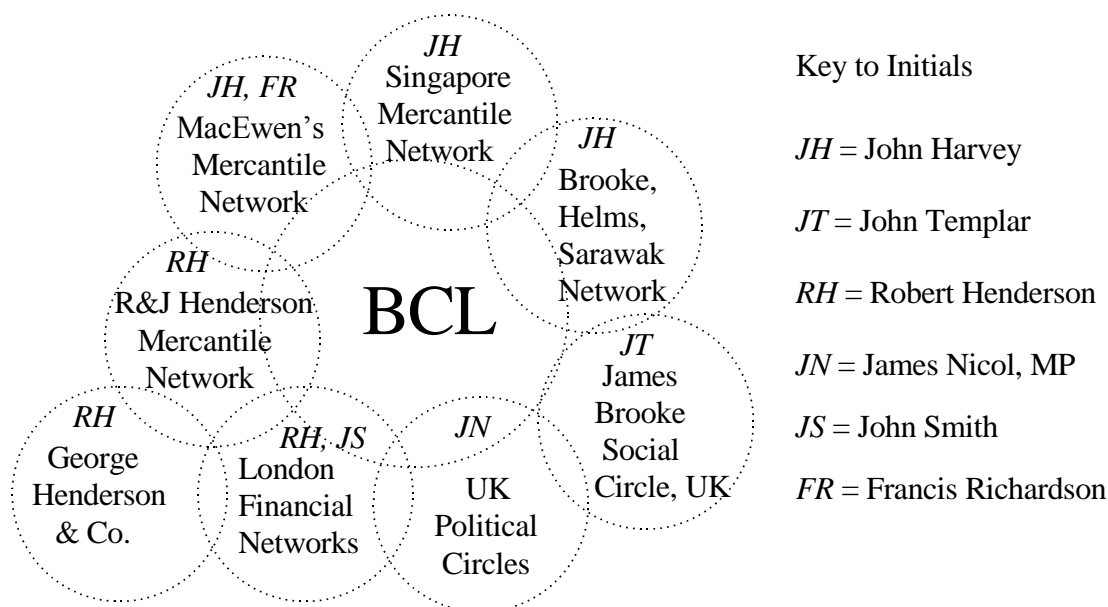 JH
Singapore
Mercantile
Network
JH, FR
MacEwen’s
Mercantile
Network
JH
Brooke,
Helms,
Sarawak
Network
RH
R&J Henderson
Mercantile
Network
BCL
JT
James
Brooke
Social
Circle, UK
RH
George
Henderson
& Co.
RH, JS
London
Financial
Networks
JN
UK
Political
Circles
Key to Initials
JH = John Harvey
JT = John Templar
RH = Robert Henderson
JN = James Nicol, MP
JS = John Smith
FR = Francis Richardson